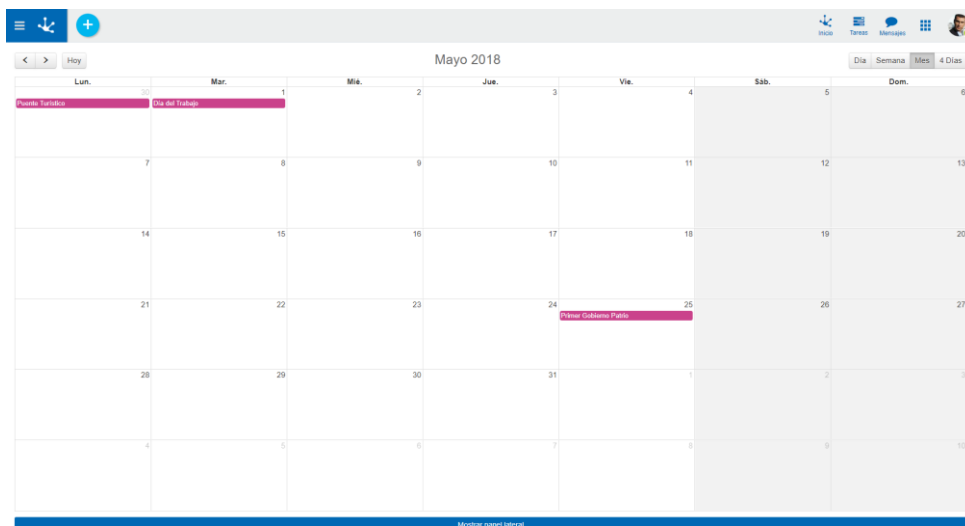 Inicio Tareas Mensajes
< > Hoy Mayo 2018 Día Semana Mes 4 Días
Lun. Mar. Mié. Jue. Vie. Sáb. Dom.
30 1 2 3 4 5 6
Puente Turístico Día del Trabajo
7 8 9 10 11 12 13
14 15 16 17 18 19 20
21 22 23 24 25 26 27
Primer Gobierno Patrio
28 29 30 31 1 2 3
4 5 6 7 8 9 10
Mostrar panel lateral